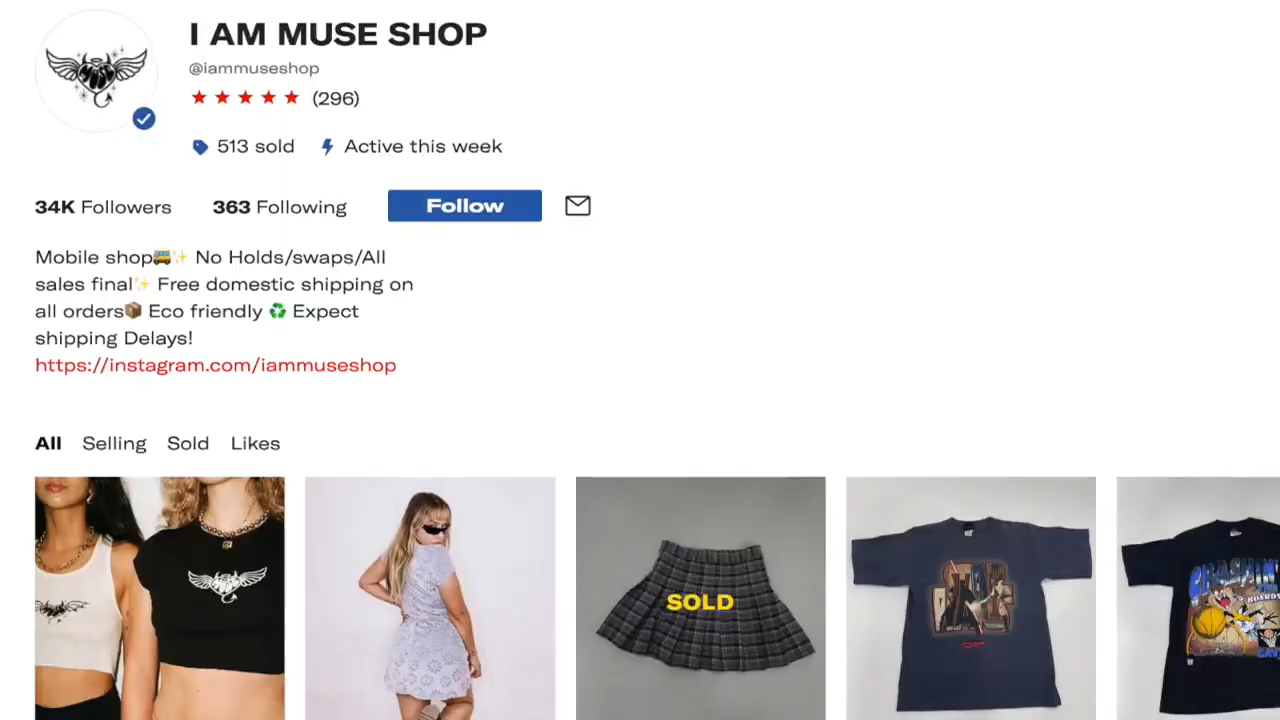 I AM MUSE SHOP
@iammuseshop
(296)
513 sold
Active this week
34K Followers
363 Following
Follow
Mobile shop🚌✨ No Holds/swaps/All
sales final✨ Free domestic shipping on
all orders📦 Eco friendly ♻️ Expect
shipping Delays!
https://instagram.com/iammuseshop
All
Selling
Sold
Likes
MUSE
SOLD